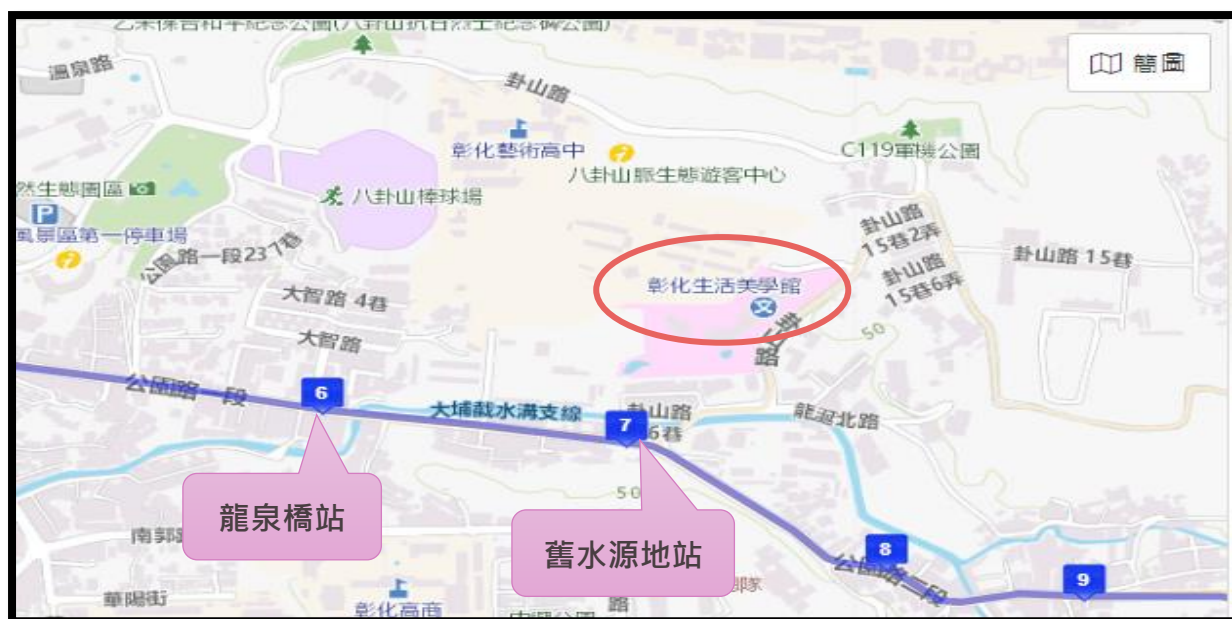 溫泉路
卦山路
簡圖
彰化藝術高中
C119軍機公園
八卦山脈生態遊客中心
然生態園區
八卦山棒球場
P
風景區第一停車場
公園路一段237巷
卦山路
15巷2弄
卦山路 15巷
大智路 4巷
彰化生活美學館
卦山路
15巷6弄
大智路
卦山路
50
公園路一段
6
大埔截水溝支線
7
卦山路
6巷
龍涎北路
龍泉橋站
50
舊水源地站
南郭路
8
公園路二段
9
華陽街
彰化高商
路
隊